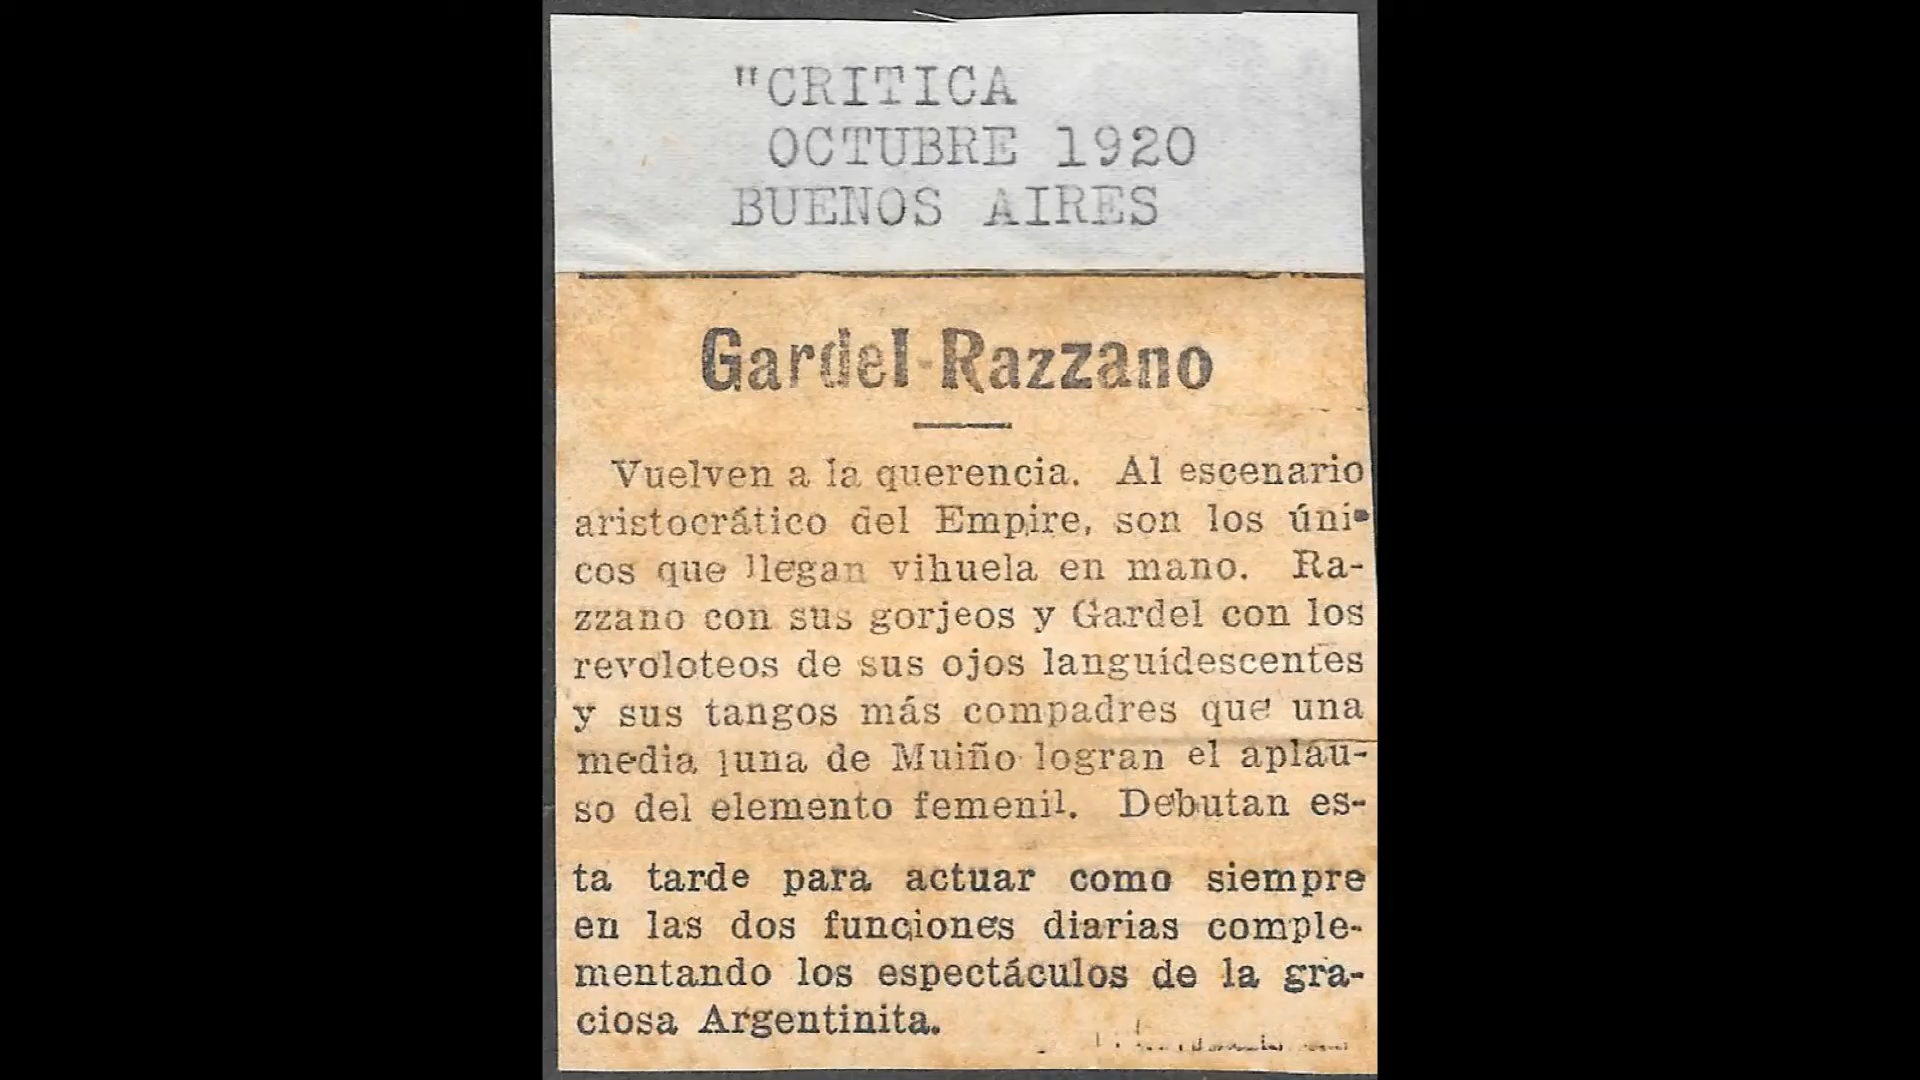 "CRITICA
OCTUBRE 1920
BUENOS AIRES
Gardel-Razzano
Vuelven a la querencia. Al escenario
aristocrático del Empire, son los úni-
cos que llegan vihuela en mano. Ra-
zzano con sus gorjeos y Gardel con los
revoloteos de sus ojos languidescentes
y sus tangos más compadres que una
media luna de Muiño logran el aplau-
so del elemento femenil. Debutan es-
ta tarde para actuar como siempre
en las dos funciones diarias comple-
mentando los espectáculos de la gra-
ciosa Argentinita.